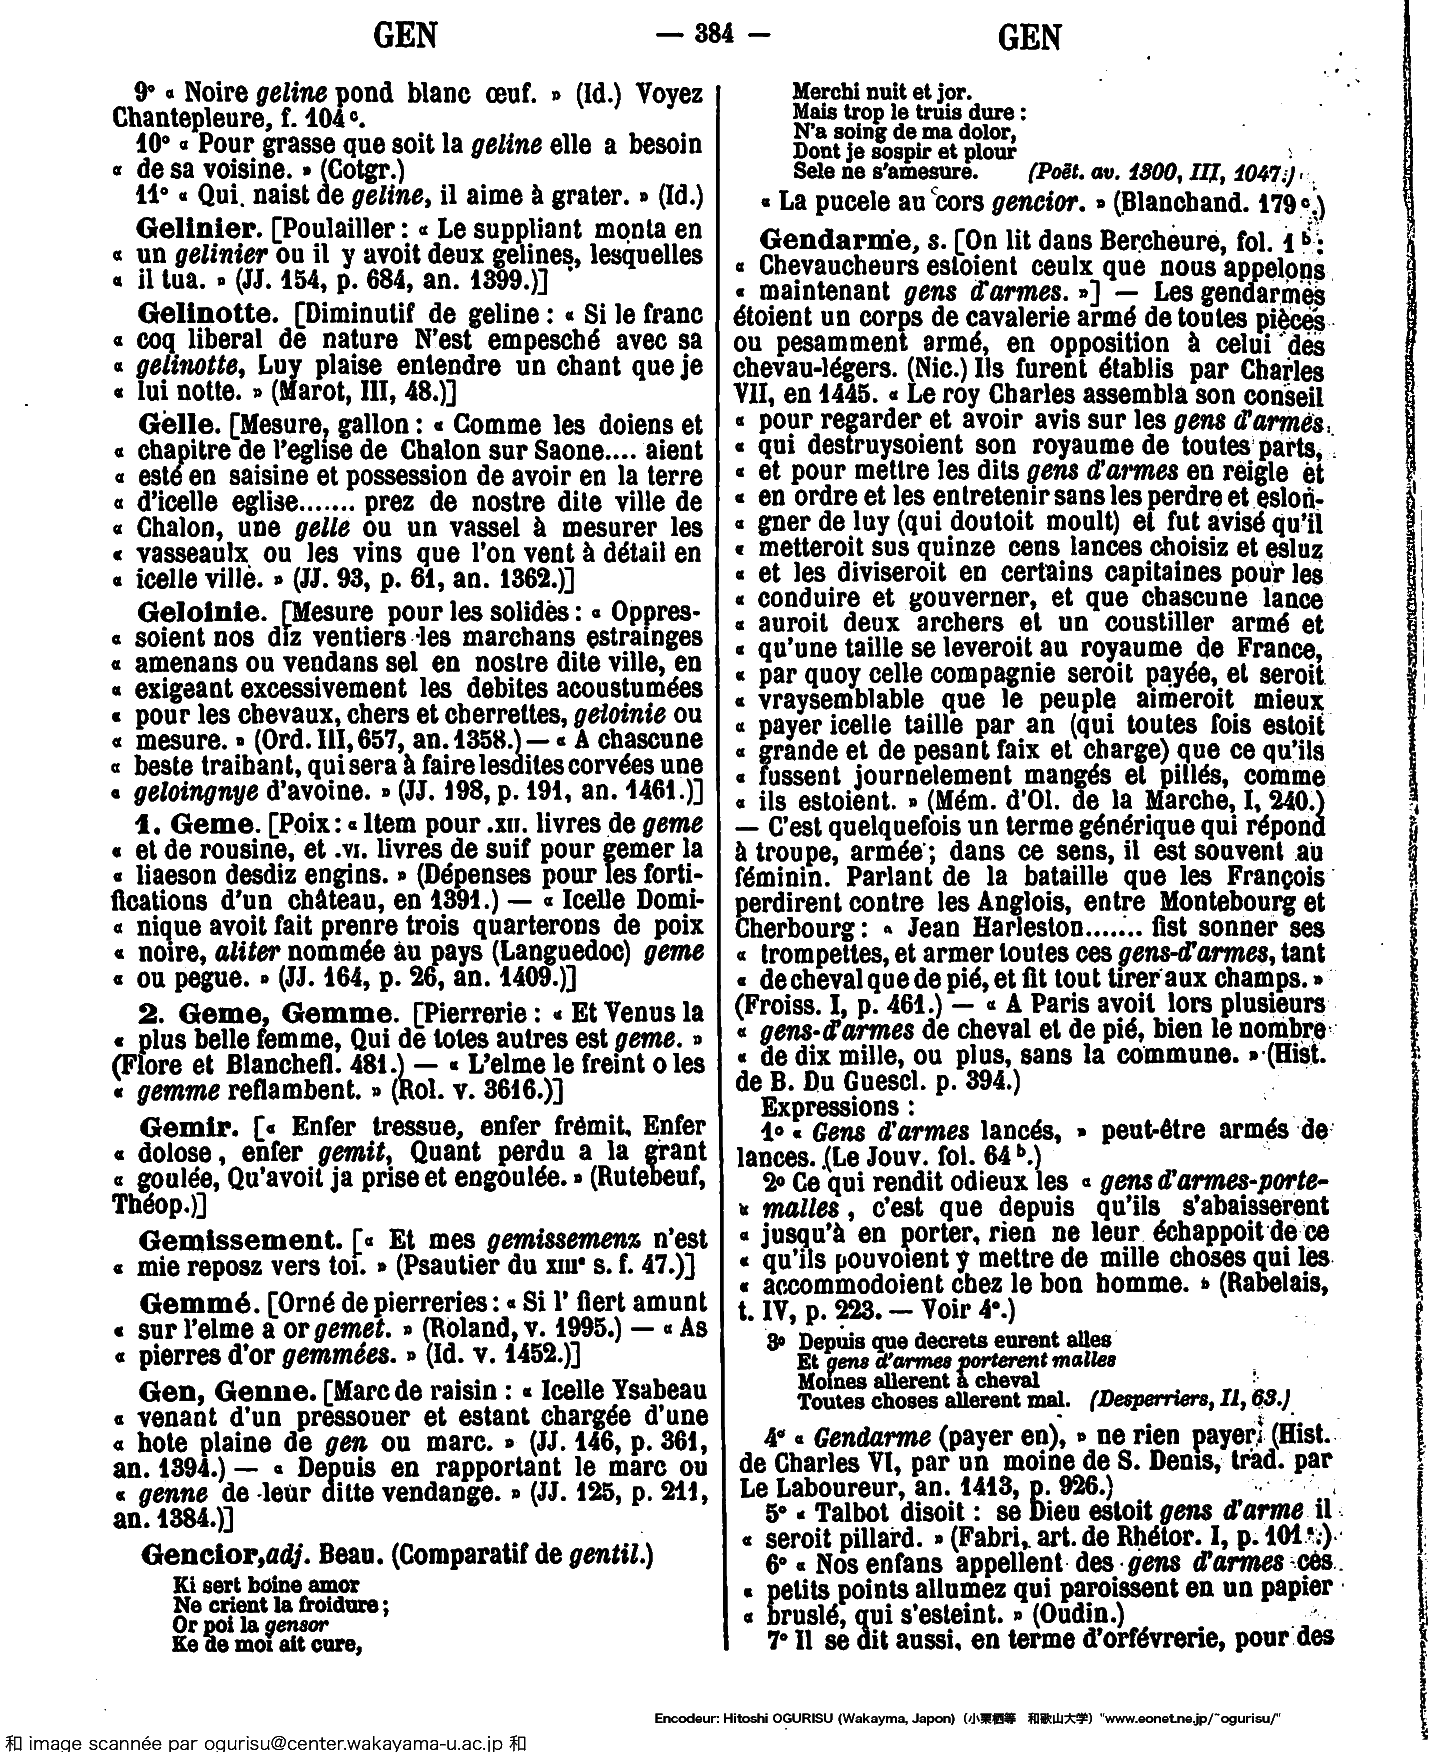 GEN
— 384 —
GEN
9° « Noire geline pond blanc œuf. » (Id.) Voyez
Chantepleure, f. 104 c.
10° « Pour grasse que soit la geline elle a besoin
« de sa voisine. » (Cotgr.)
11° « Qui naist de geline, il aime à grater. » (Id.)
Gelinier. [Poulailler : « Le suppliant monta en
« un gelinier ou il y avoit deux gelines, lesquelles
« il tua. » (JJ. 154, p. 684, an. 1399.)]
Gelinotte. [Diminutif de geline : « Si le franc
« coq liberal de nature N'est empesché avec sa
« gelinotte, Luy plaise entendre un chant que je
« lui notte. » (Marot, III, 48.)]
Gelle. [Mesure, gallon : « Comme les doiens et
« chapitre de l'eglise de Chalon sur Saone.... aient
« esté en saisine et possession de avoir en la terre
« d'icelle eglise....... prez de nostre dite ville de
« Chalon, une gelle ou un vassel à mesurer les
« vasseaulx ou les vins que l'on vent à détail en
« icelle ville. » (JJ. 93, p. 61, an. 1362.)]
Geloinie. [Mesure pour les solides : « Oppres-
« soient nos diz ventiers les marchans estrainges
« amenans ou vendans sel en nostre dite ville, en
« exigeant excessivement les debites acoustumées
« pour les chevaux, chers et cherrettes, geloinie ou
« mesure. » (Ord. III, 657, an. 1358.) — « A chascune
« beste traihant, qui sera à faire lesdites corvées une
« geloingnye d'avoine. » (JJ. 198, p. 191, an. 1461.)]
1. Geme. [Poix : « Item pour .XII. livres de geme
« et de rousine, et .VI. livres de suif pour gemer la
« liaeson desdiz engins. » (Dépenses pour les forti-
fications d'un château, en 1391.) — « Icelle Domi-
« nique avoit fait prenre trois quarterons de poix
« noire, aliter nommée au pays (Languedoc) geme
« ou pegue. » (JJ. 164, p. 26, an. 1409.)]
2. Geme, Gemme. [Pierrerie : « Et Venus la
« plus belle femme, Qui de totes autres est geme. »
(Flore et Blanchefl. 481.) — « L'elme le freint o les
« gemme reflambent. » (Rol. v. 3616.)]
Gemir. [« Enfer tressue, enfer frémit, Enfer
« dolose, enfer gemit, Quant perdu a la grant
« goulée, Qu'avoit ja prise et engoulée. » (Rutebeuf,
Théop.)]
Gemissement. [« Et mes gemissemenz n'est
« mie reposz vers toi. » (Psautier du XIIIe s. f. 47.)]
Gemmé. [Orné de pierreries : « Si l' fiert amunt
« sur l'elme a or gemet. » (Roland, v. 1995.) — « As
« pierres d'or gemmées. » (Id. v. 1452.)]
Gen, Genne. [Marc de raisin : « Icelle Ysabeau
« venant d'un pressouer et estant chargée d'une
« hote plaine de gen ou marc. » (JJ. 146, p. 361,
an. 1394.) — « Depuis en rapportant le marc ou
« genne de leur ditte vendange. » (JJ. 125, p. 211,
an. 1384.)]
Gencior, adj. Beau. (Comparatif de gentil.)
Ki sert boine amor
Ne crient la froidure ;
Or poi la gensor
Ke de moi ait cure,
Merchi nuit et jor.
Mais trop le truis dure :
N'a soing de ma dolor,
Dont je sospir et plour
Sele ne s'amesure. (Poët. av. 1300, III, 1047.)
« La pucele au cors gencior. » (Blanchand. 179 c.)
Gendarme, s. [On lit dans Bercheure, fol. 1 b :
« Chevaucheurs estoient ceulx que nous appelons
« maintenant gens d'armes. »] — Les gendarmes
étoient un corps de cavalerie armé de toutes pièces
ou pesamment armé, en opposition à celui des
chevau-légers. (Nic.) Ils furent établis par Charles
VII, en 1445. « Le roy Charles assembla son conseil
« pour regarder et avoir avis sur les gens d'armes,
« qui destruysoient son royaume de toutes parts,
« et pour mettre les dits gens d'armes en reigle et
« en ordre et les entretenir sans les perdre et eslon-
« gner de luy (qui doutoit moult) et fut avisé qu'il
« metteroit sus quinze cens lances choisiz et esluz
« et les diviseroit en certains capitaines pour les
« conduire et gouverner, et que chascune lance
« auroit deux archers et un coustiller armé et
« qu'une taille se leveroit au royaume de France,
« par quoy celle compagnie seroit payée, et seroit
« vraysemblable que le peuple aimeroit mieux
« payer icelle taille par an (qui toutes fois estoit
« grande et de pesant faix et charge) que ce qu'ils
« fussent journelement mangés et pillés, comme
« ils estoient. » (Mém. d'Ol. de la Marche, I, 240.)
— C'est quelquefois un terme générique qui répond
à troupe, armée ; dans ce sens, il est souvent au
féminin. Parlant de la bataille que les François
perdirent contre les Anglois, entre Montebourg et
Cherbourg : « Jean Harleston....... fist sonner ses
« trompettes, et armer toutes ces gens-d'armes, tant
« de cheval que de pié, et fit tout tirer aux champs. »
(Froiss. I, p. 461.) — « A Paris avoit lors plusieurs
« gens-d'armes de cheval et de pié, bien le nombre
« de dix mille, ou plus, sans la commune. » (Hist.
de B. Du Guescl. p. 394.)
Expressions :
1° « Gens d'armes lancés, » peut-être armés de
lances. (Le Jouv. fol. 64 b.)
2° Ce qui rendit odieux les « gens d'armes-porte-
« malles, c'est que depuis qu'ils s'abaisserent
« jusqu'à en porter, rien ne leur échappoit de ce
« qu'ils pouvoient y mettre de mille choses qui les
« accommodoient chez le bon homme. » (Rabelais,
t. IV, p. 223. — Voir 4°.)
3° Depuis que decrets eurent alles
Et gens d'armes porterent malles
Moines allerent à cheval
Toutes choses allerent mal. (Desperriers, II, 63.)
4° « Gendarme (payer en), » ne rien payer. (Hist.
de Charles VI, par un moine de S. Denis, trad. par
Le Laboureur, an. 1413, p. 926.)
5° « Talbot disoit : se Dieu estoit gens d'arme il
« seroit pillard. » (Fabri, art. de Rhétor. I, p. 101 a.)
6° « Nos enfans appellent des gens d'armes ces
« petits points allumez qui paroissent en un papier
« bruslé, qui s'esteint. » (Oudin.)
7° Il se dit aussi, en terme d'orfévrerie, pour des
Encodeur: Hitoshi OGURISU (Wakayma, Japon) (小栗栖等 和歌山大学) "www.eonet.ne.jp/~ogurisu/"
和 image scannée par ogurisu@center.wakayama-u.ac.jp 和